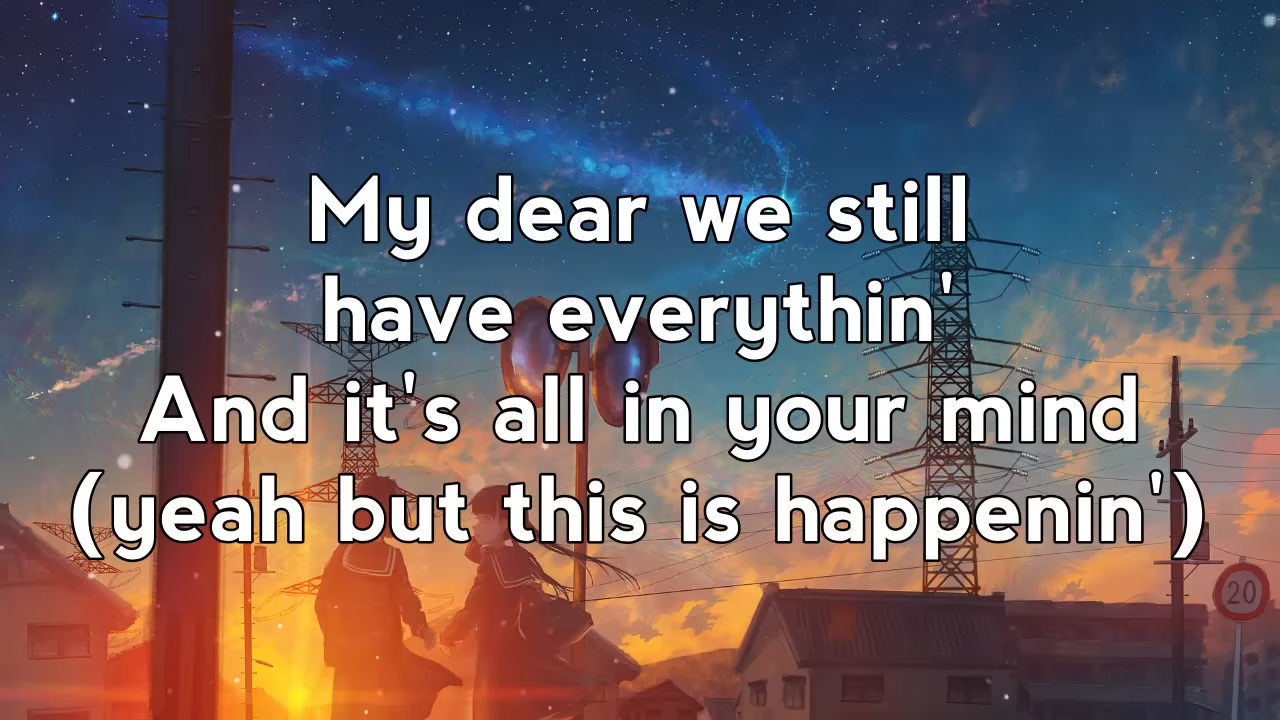 My dear we still
have everythin'
And it's all in your mind
(yeah but this is happenin')
20